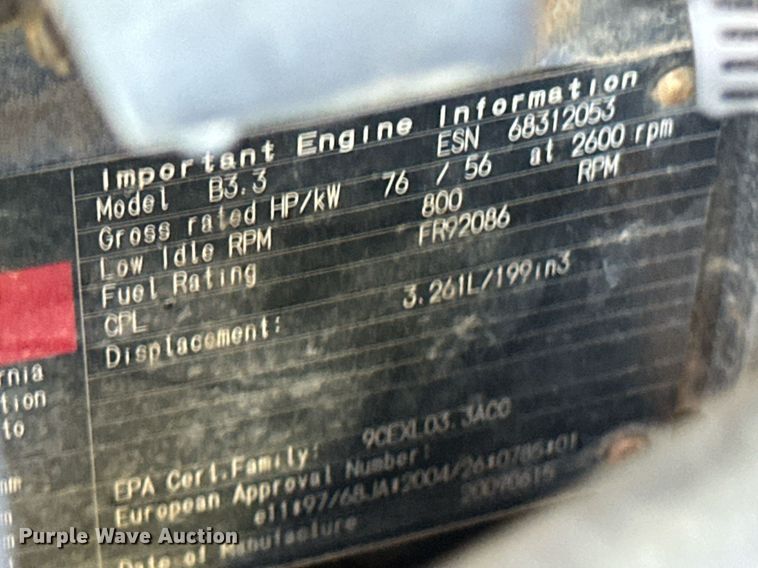 Important Engine Information
Model B3.3 ESN 68312053
Gross rated HP/kW 76 / 56 at 2600 rpm
Low Idle RPM 800 RPM
Fuel Rating FR92086
CPL
Displacement: 3.261L/199in3
EPA Cert.Family: 9CEXL03.3AC0
European Approval Number:
Date of Manufacture
rnia
tion
to
Purple Wave Auction